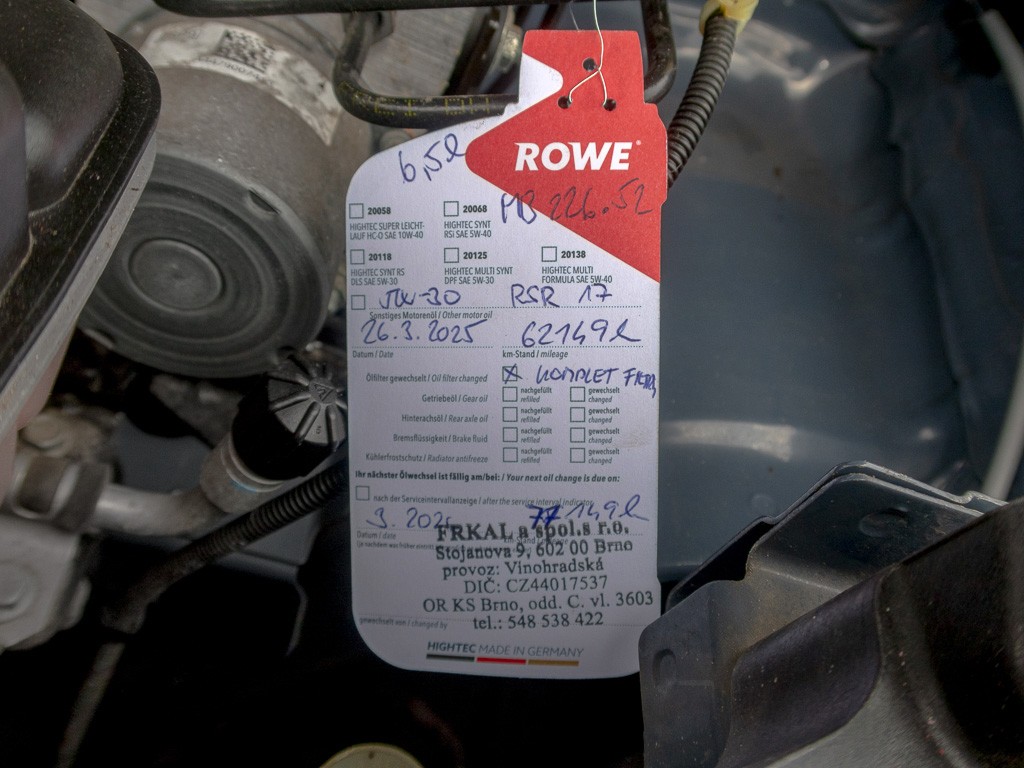 6,5l
ROWE
MB 226.52
20058
HIGHTEC SUPER LEICHT-
LAUF HC-O SAE 10W-40
20068
HIGHTEC SYNT
RSi SAE 5W-40
20118
HIGHTEC SYNT RS
DLS SAE 5W-30
20125
HIGHTEC MULTI SYNT
DPF SAE 5W-30
20138
HIGHTEC MULTI
FORMULA SAE 5W-40
5W-30 RSR 17
Sonstiges Motorenöl / Other motor oil
26.3.2025 62149
Datum / Date km-Stand / mileage
Ölfilter gewechselt / Oil filter changed X KOMPLET
Getriebeöl / Gear oil nachgefüllt refilled gewechselt changed
Hinterachsöl / Rear axle oil nachgefüllt refilled gewechselt changed
Bremsflüssigkeit / Brake fluid nachgefüllt refilled gewechselt changed
Kühlerfrostschutz / Radiator antifreeze nachgefüllt refilled gewechselt changed
Ihr nächster Ölwechsel ist fällig am/bei: / Your next oil change is due on:
nach der Serviceintervallanzeige / after the service interval indicator
77149
Datum / date
FRKAL a spol.s r.o.
Stojanova 9, 602 00 Brno
provoz: Vinohradská
DIČ: CZ44017537
OR KS Brno, odd. C. vl. 3603
tel.: 548 538 422
gewechselt von / changed by
HIGHTEC MADE IN GERMANY